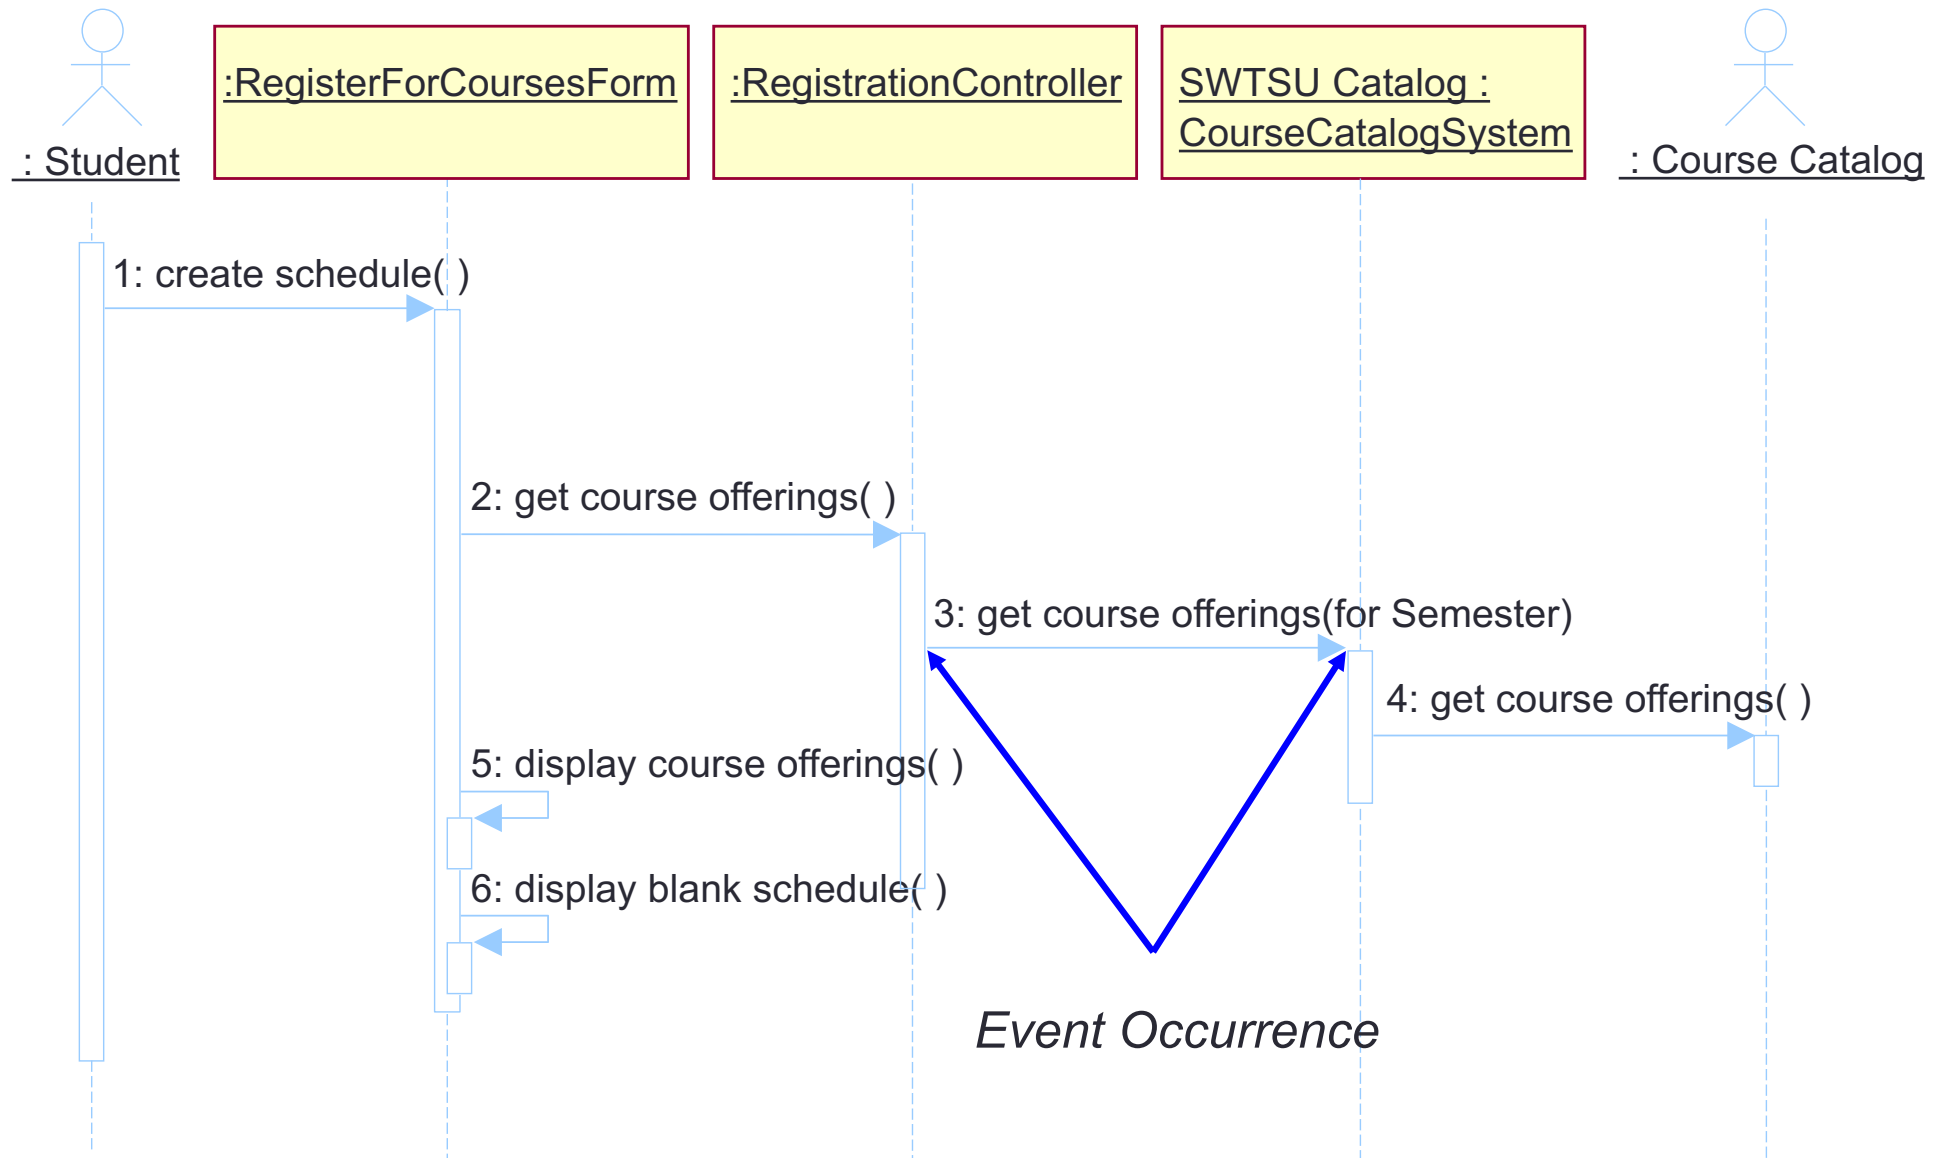 : Student
:RegisterForCoursesForm
:RegistrationController
SWTSU Catalog :
CourseCatalogSystem
: Course Catalog
1: create schedule( )
2: get course offerings( )
3: get course offerings(for Semester)
4: get course offerings( )
5: display course offerings( )
6: display blank schedule( )
Event Occurrence